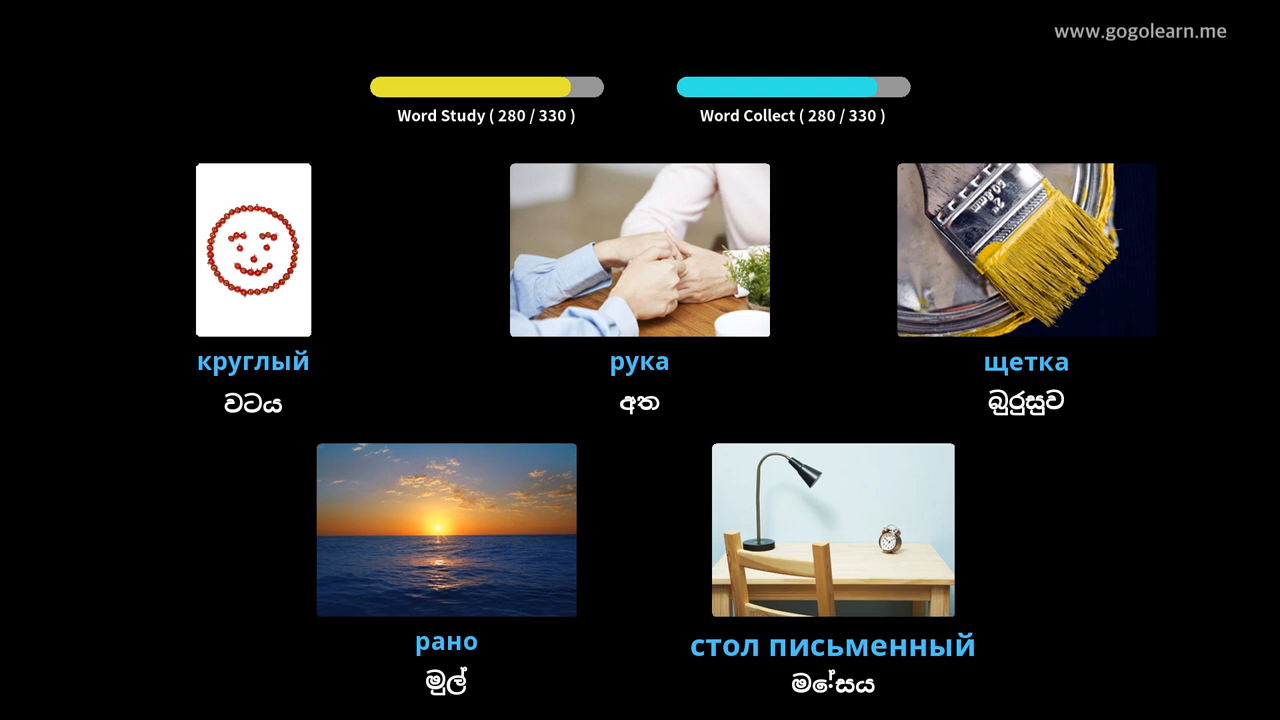 www.gogolearn.me
Word Study ( 280 / 330 )
Word Collect ( 280 / 330 )
круглый
වටය
рука
අත
щетка
බුරුසුව
рано
මුල්
стол письменный
මේසය